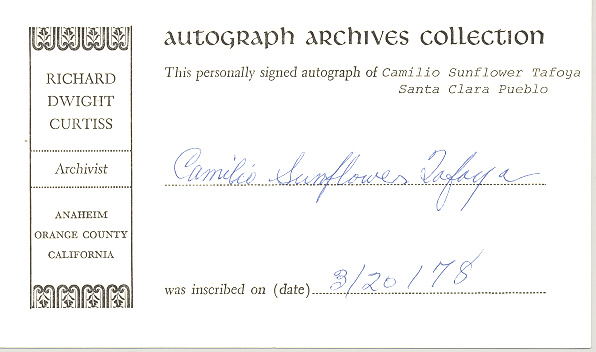 RICHARD
DWIGHT
CURTISS
Archivist
ANAHEIM
ORANGE COUNTY
CALIFORNIA
autograph archives collection
This personally signed autograph of Camilio Sunflower Tafoya
Santa Clara Pueblo
Camilio Sunflower Tafoya
was inscribed on (date) 3/20/78